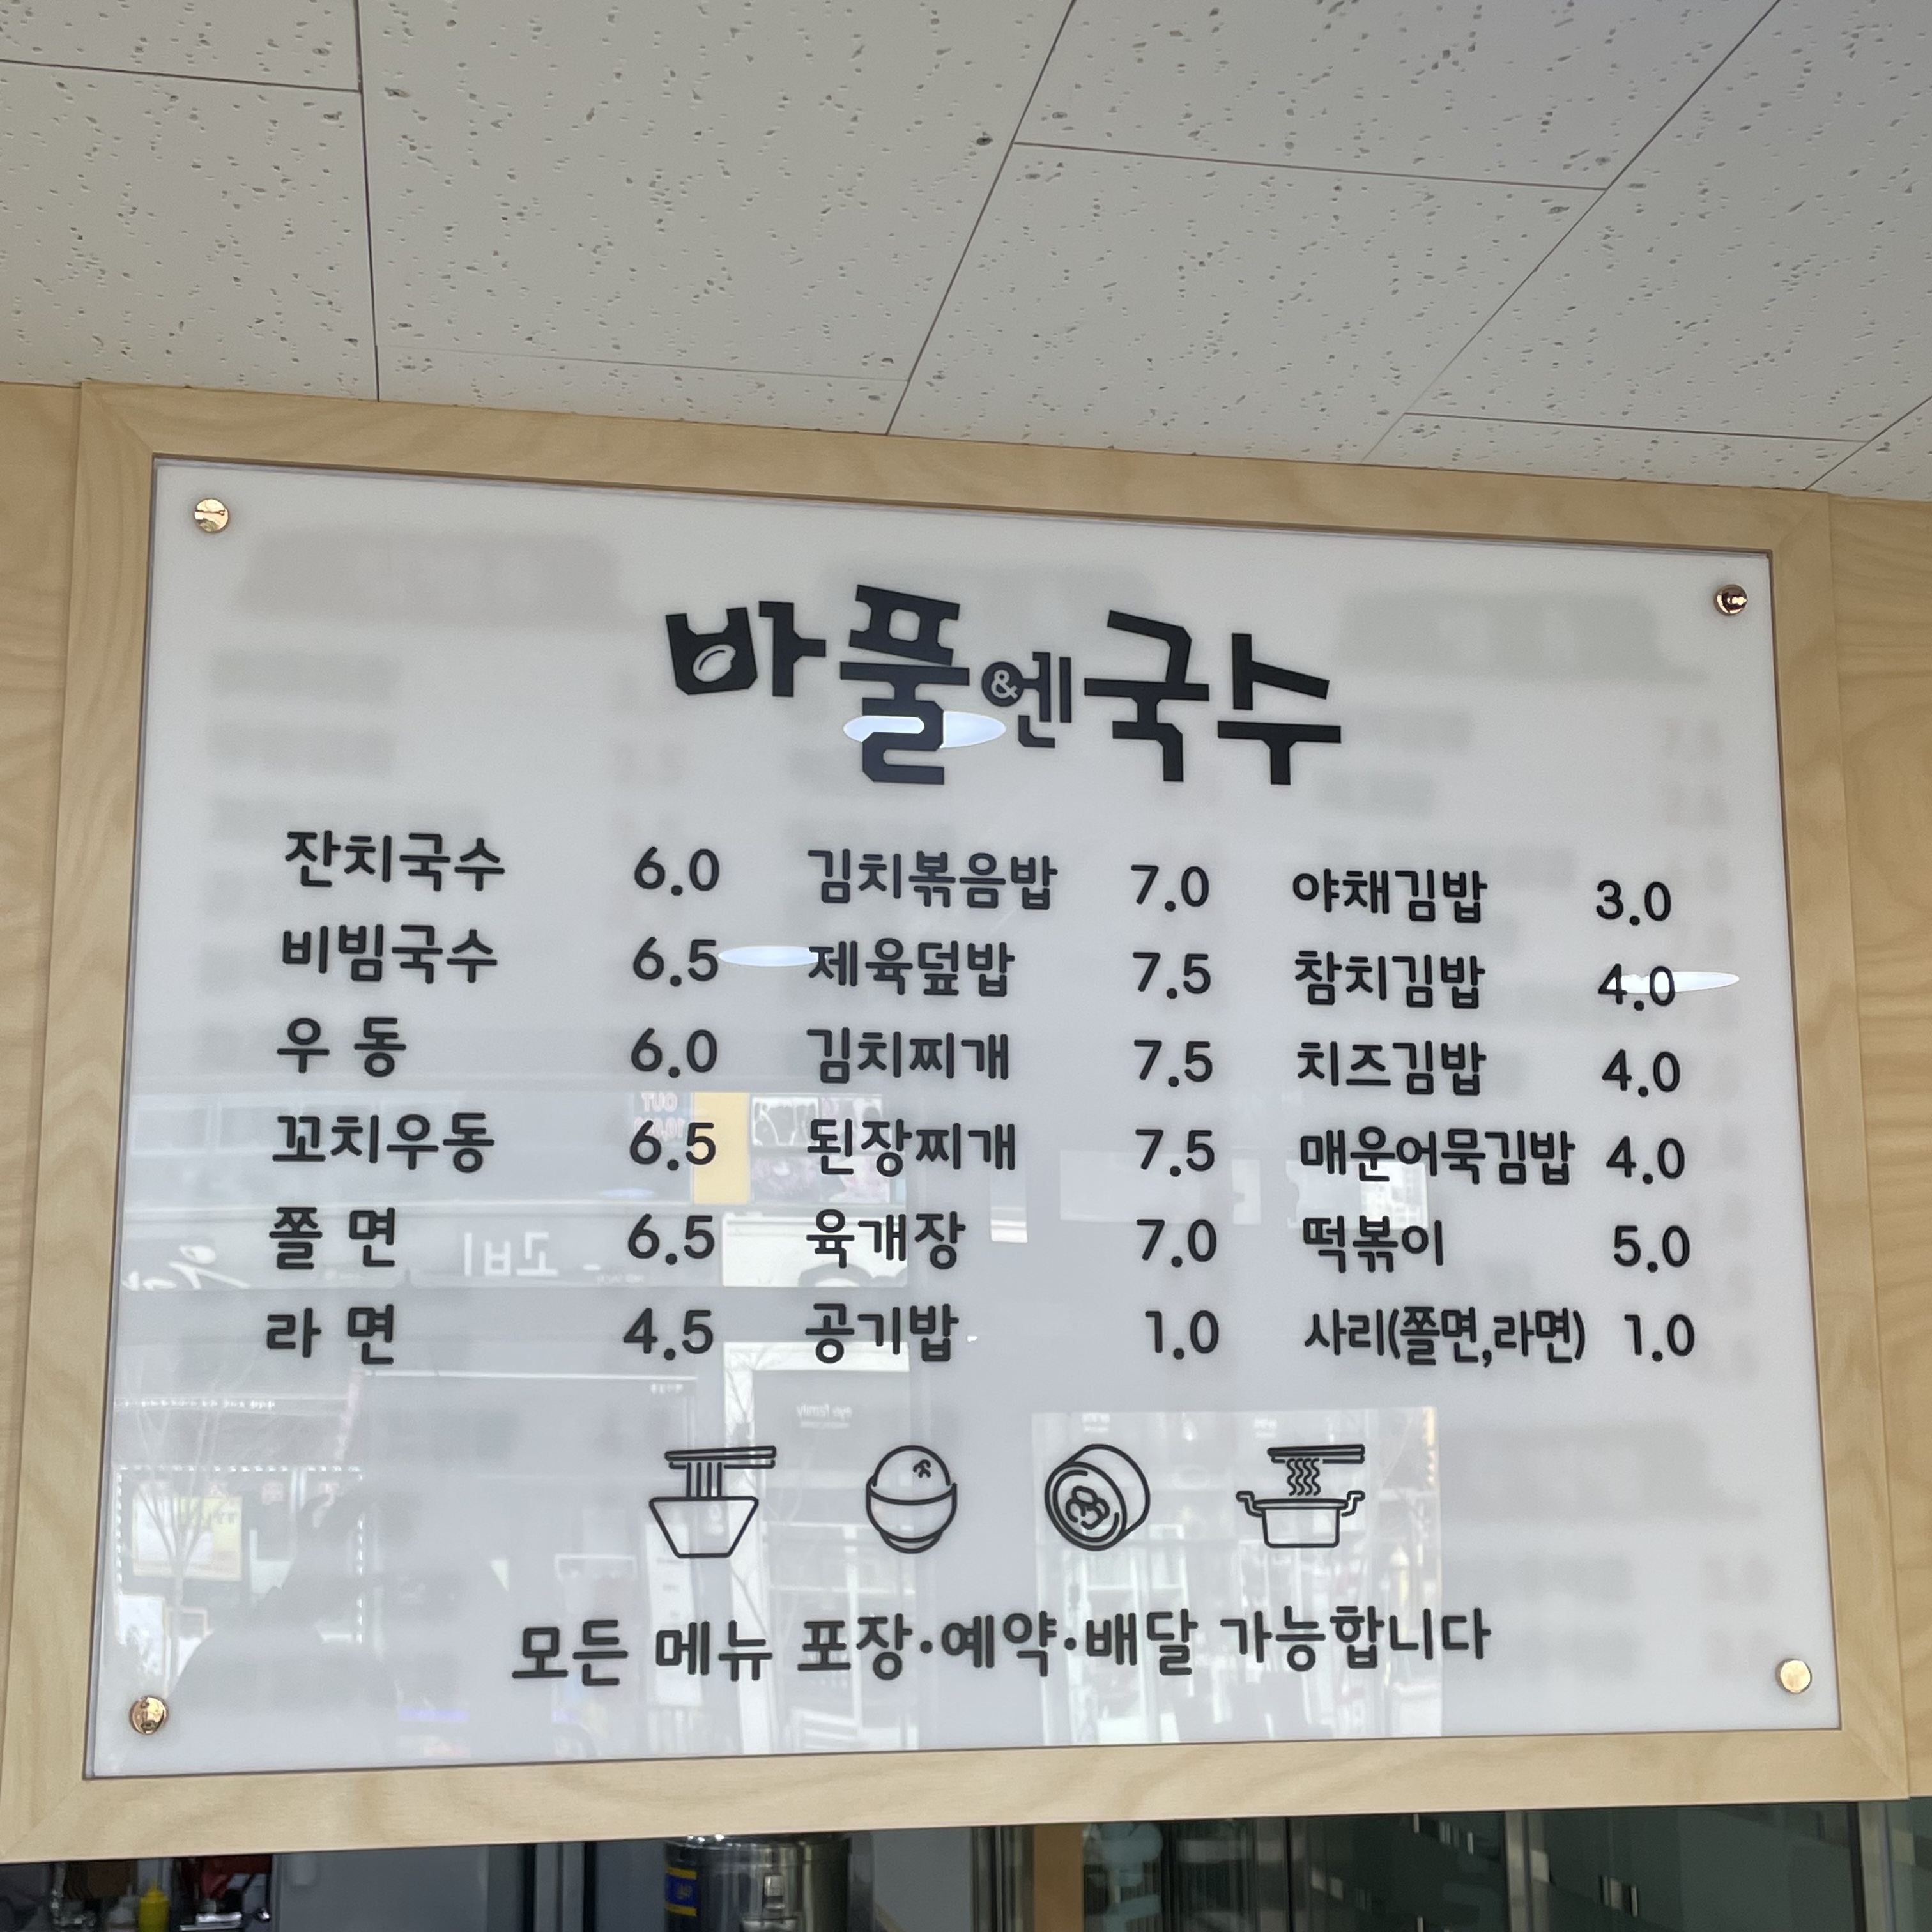 바풀&엔국수
잔치국수 6.0
비빔국수 6.5
우 동 6.0
꼬치우동 6.5
쫄 면 6.5
라 면 4.5
김치볶음밥 7.0
제육덮밥 7.5
김치찌개 7.5
된장찌개 7.5
육개장 7.0
공기밥 1.0
야채김밥 3.0
참치김밥 4.0
치즈김밥 4.0
매운어묵김밥 4.0
떡볶이 5.0
사리(쫄면,라면) 1.0
모든 메뉴 포장·예약·배달 가능합니다